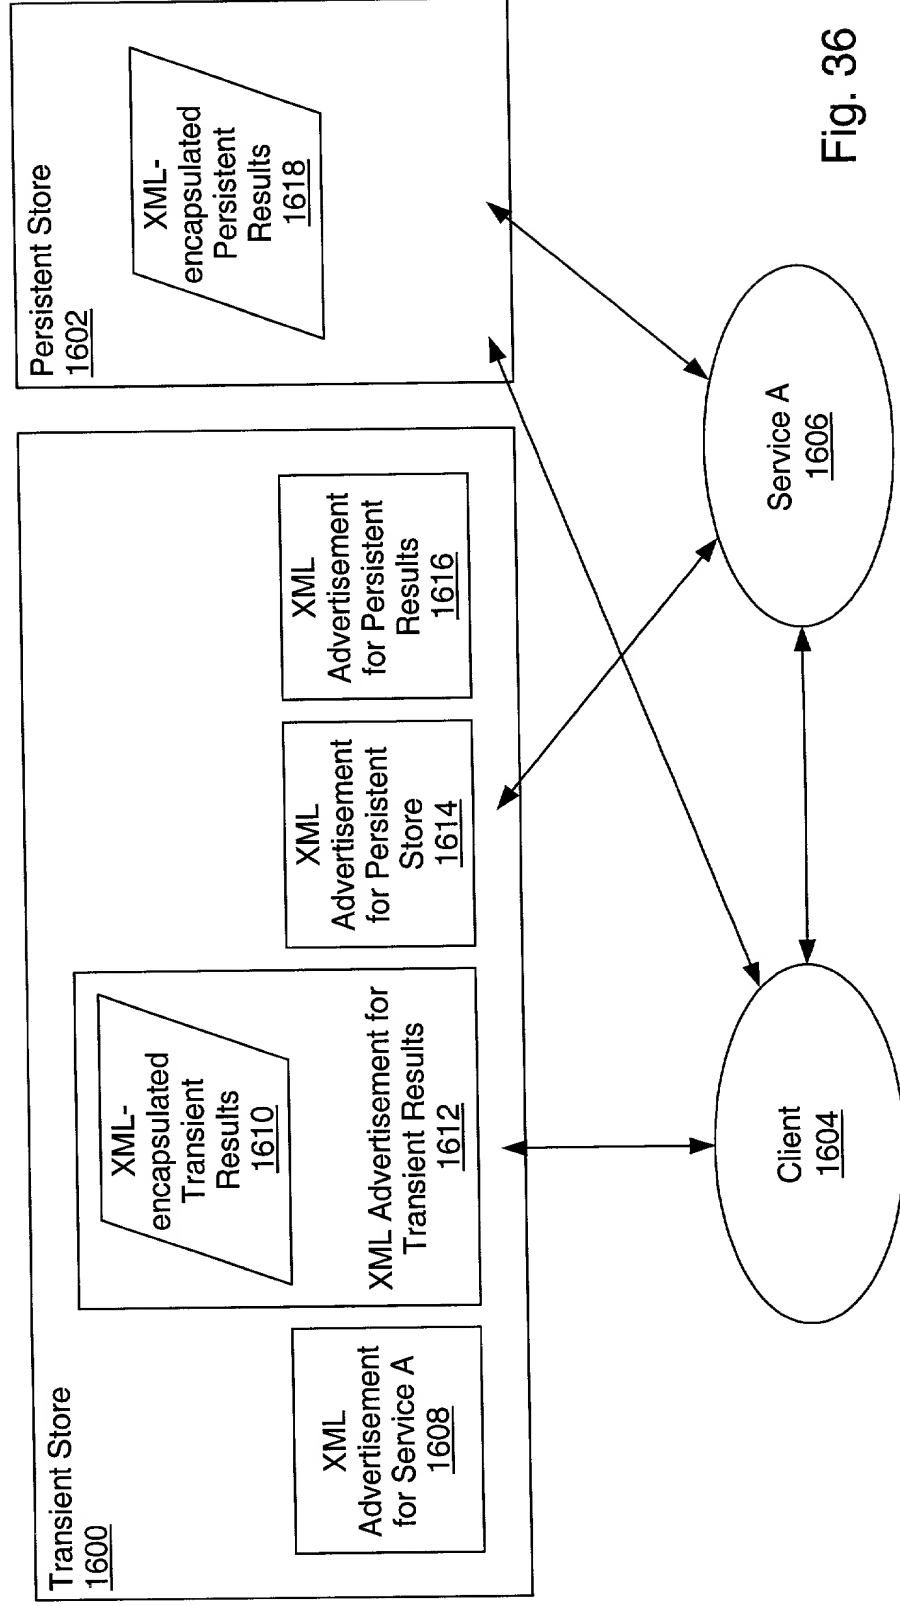 Transient Store
1600
XML
Advertisement
for Service A
1608
XML-
encapsulated
Transient
Results
1610
XML Advertisement for
Transient Results
1612
XML
Advertisement
for Persistent
Store
1614
XML
Advertisement
for Persistent
Results
1616
Persistent Store
1602
XML-
encapsulated
Persistent
Results
1618
Client
1604
Service A
1606
Fig. 36